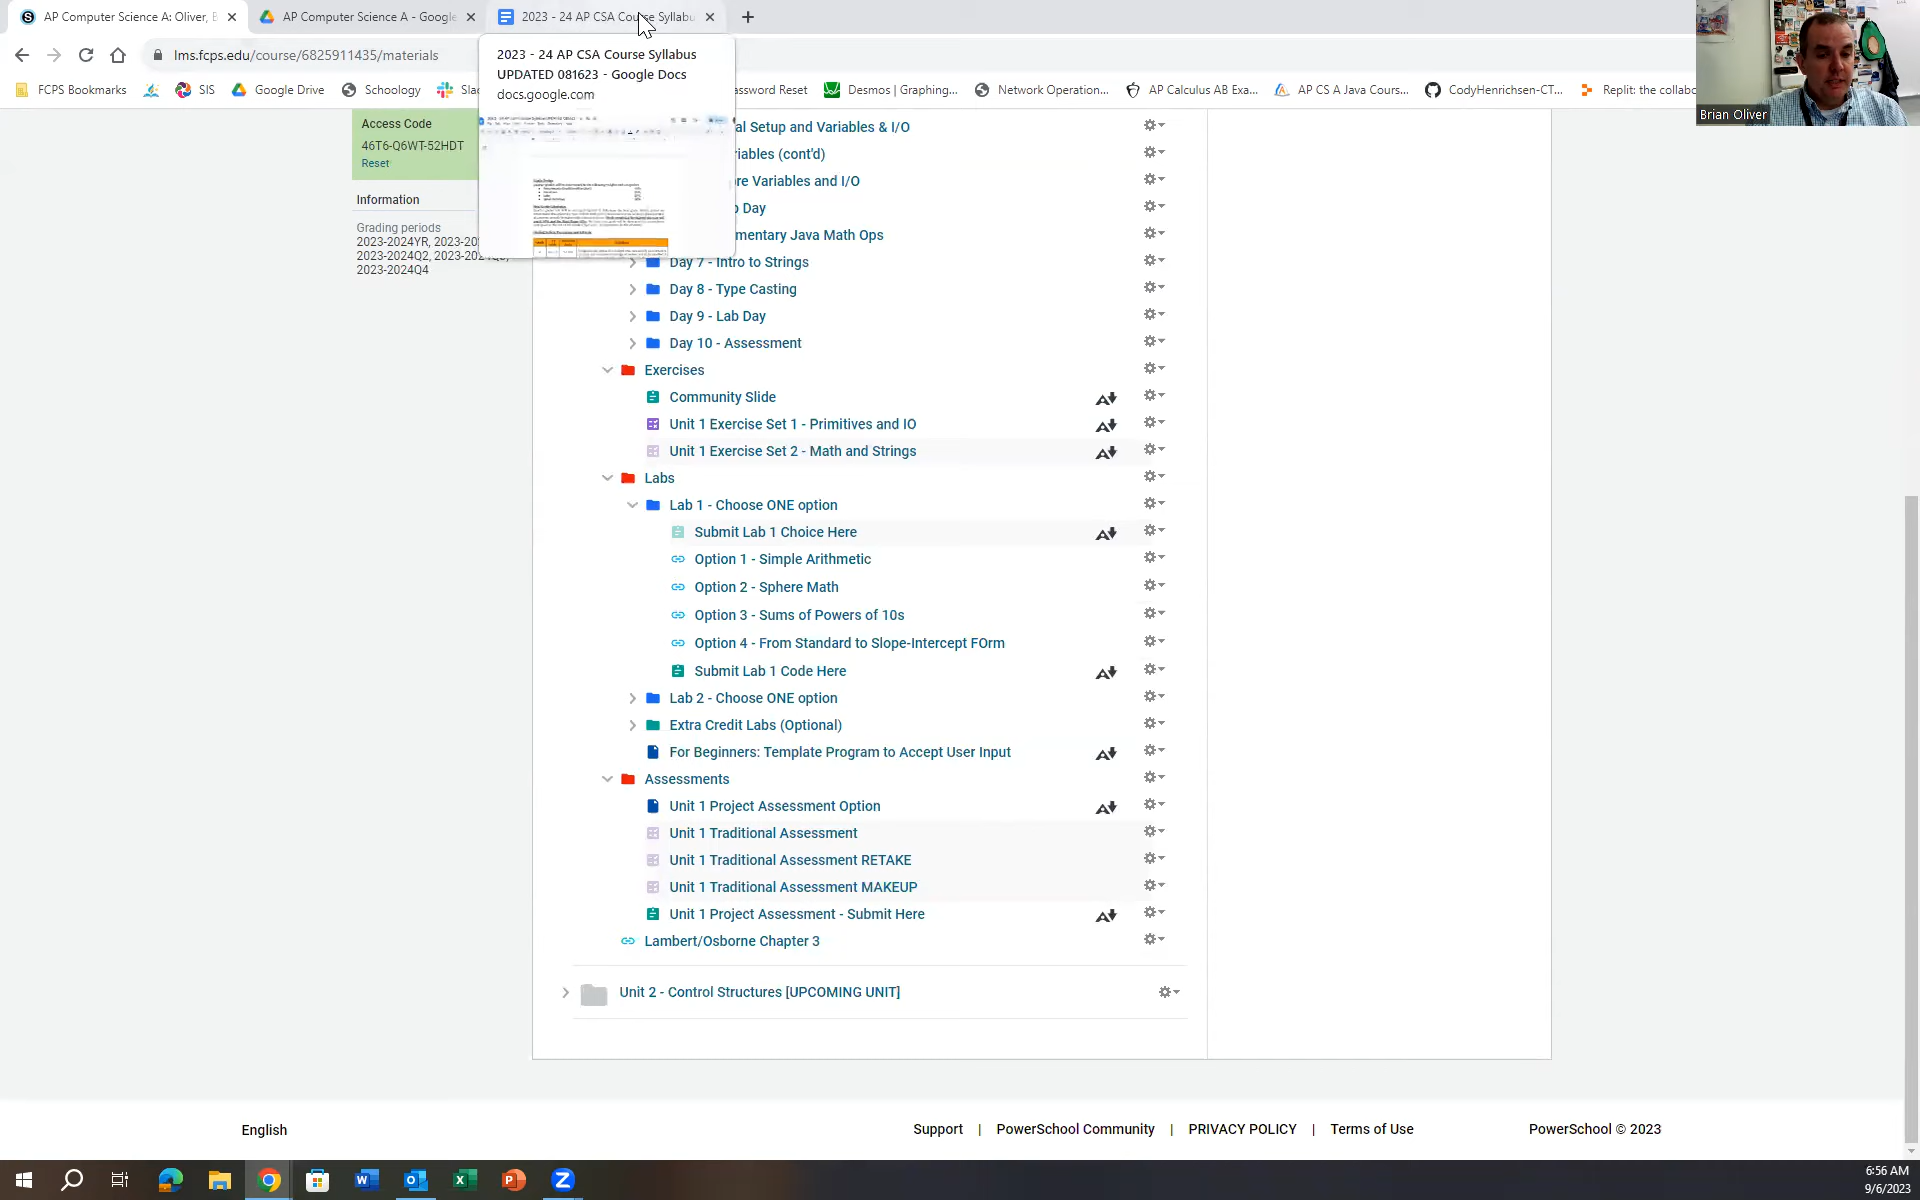 AP Computer Science A: Oliver, B
AP Computer Science A - Google
2023 - 24 AP CSA Course Syllabu
lms.fcps.edu/course/6825911435/materials
2023 - 24 AP CSA Course Syllabus
UPDATED 081623 - Google Docs
docs.google.com
FCPS Bookmarks
SIS
Google Drive
Schoology
Sla
assword Reset
Desmos | Graphing...
Network Operation...
AP Calculus AB Exa...
AP CS A Java Cours...
CodyHenrichsen-CT...
Replit: the collabo
Brian Oliver
Access Code
46T6-Q6WT-52HDT
Reset
Information
Grading periods
2023-2024YR, 2023-20
2023-2024Q2, 2023-2024Q3,
2023-2024Q4
al Setup and Variables & I/O
riables (cont'd)
re Variables and I/O
b Day
mentary Java Math Ops
Day 7 - Intro to Strings
Day 8 - Type Casting
Day 9 - Lab Day
Day 10 - Assessment
Exercises
Community Slide
Unit 1 Exercise Set 1 - Primitives and IO
Unit 1 Exercise Set 2 - Math and Strings
Labs
Lab 1 - Choose ONE option
Submit Lab 1 Choice Here
Option 1 - Simple Arithmetic
Option 2 - Sphere Math
Option 3 - Sums of Powers of 10s
Option 4 - From Standard to Slope-Intercept FOrm
Submit Lab 1 Code Here
Lab 2 - Choose ONE option
Extra Credit Labs (Optional)
For Beginners: Template Program to Accept User Input
Assessments
Unit 1 Project Assessment Option
Unit 1 Traditional Assessment
Unit 1 Traditional Assessment RETAKE
Unit 1 Traditional Assessment MAKEUP
Unit 1 Project Assessment - Submit Here
Lambert/Osborne Chapter 3
Unit 2 - Control Structures [UPCOMING UNIT]
English
Support | PowerSchool Community | PRIVACY POLICY | Terms of Use
PowerSchool © 2023
6:56 AM
9/6/2023